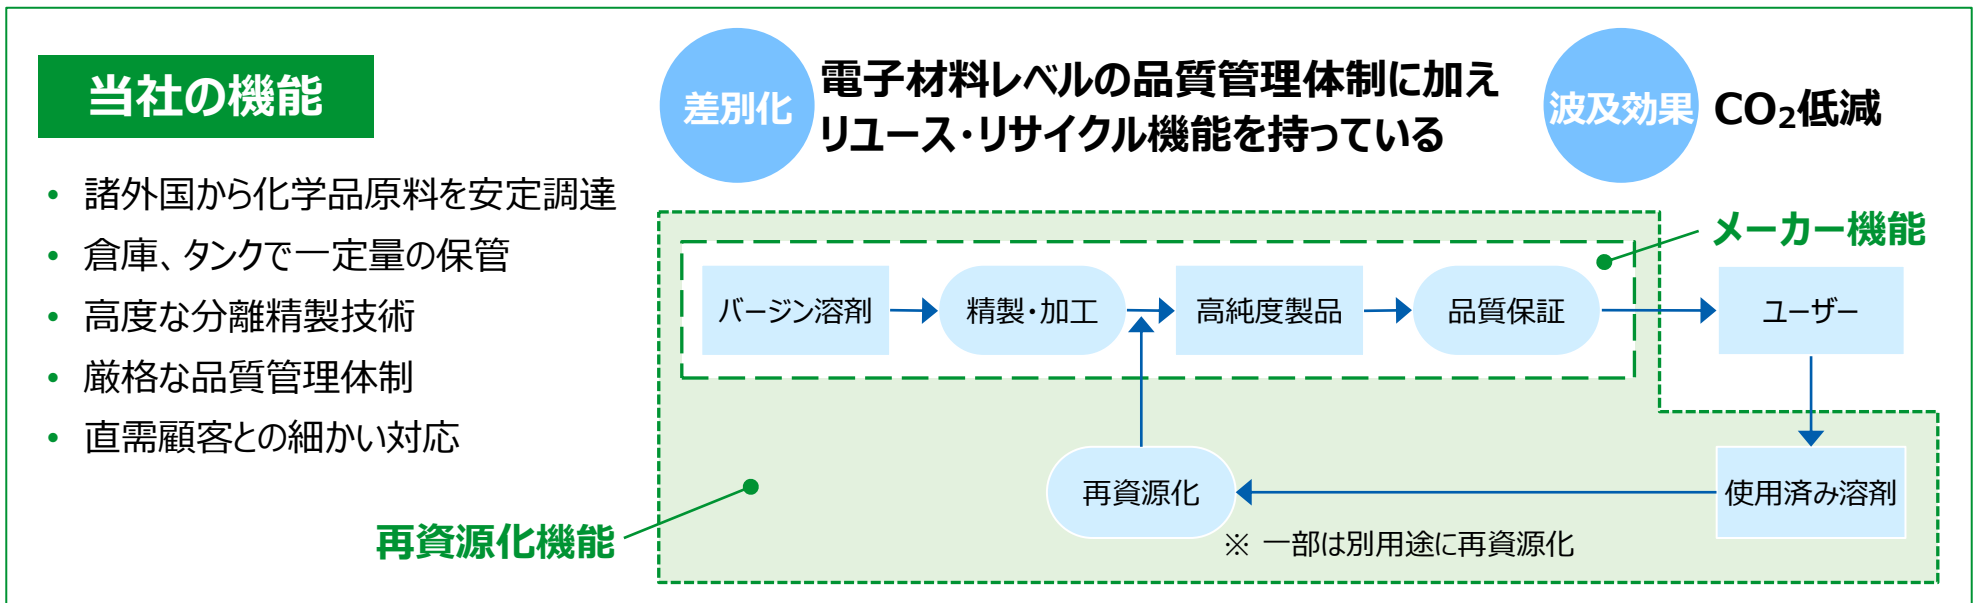 当社の機能
• 諸外国から化学品原料を安定調達
• 倉庫、タンクで一定量の保管
• 高度な分離精製技術
• 厳格な品質管理体制
• 直需顧客との細かい対応
差別化
電子材料レベルの品質管理体制に加え
リユース・リサイクル機能を持っている
波及効果
CO₂低減
メーカー機能
バージン溶剤
精製・加工
高純度製品
品質保証
ユーザー
再資源化
使用済み溶剤
再資源化機能
※ 一部は別用途に再資源化